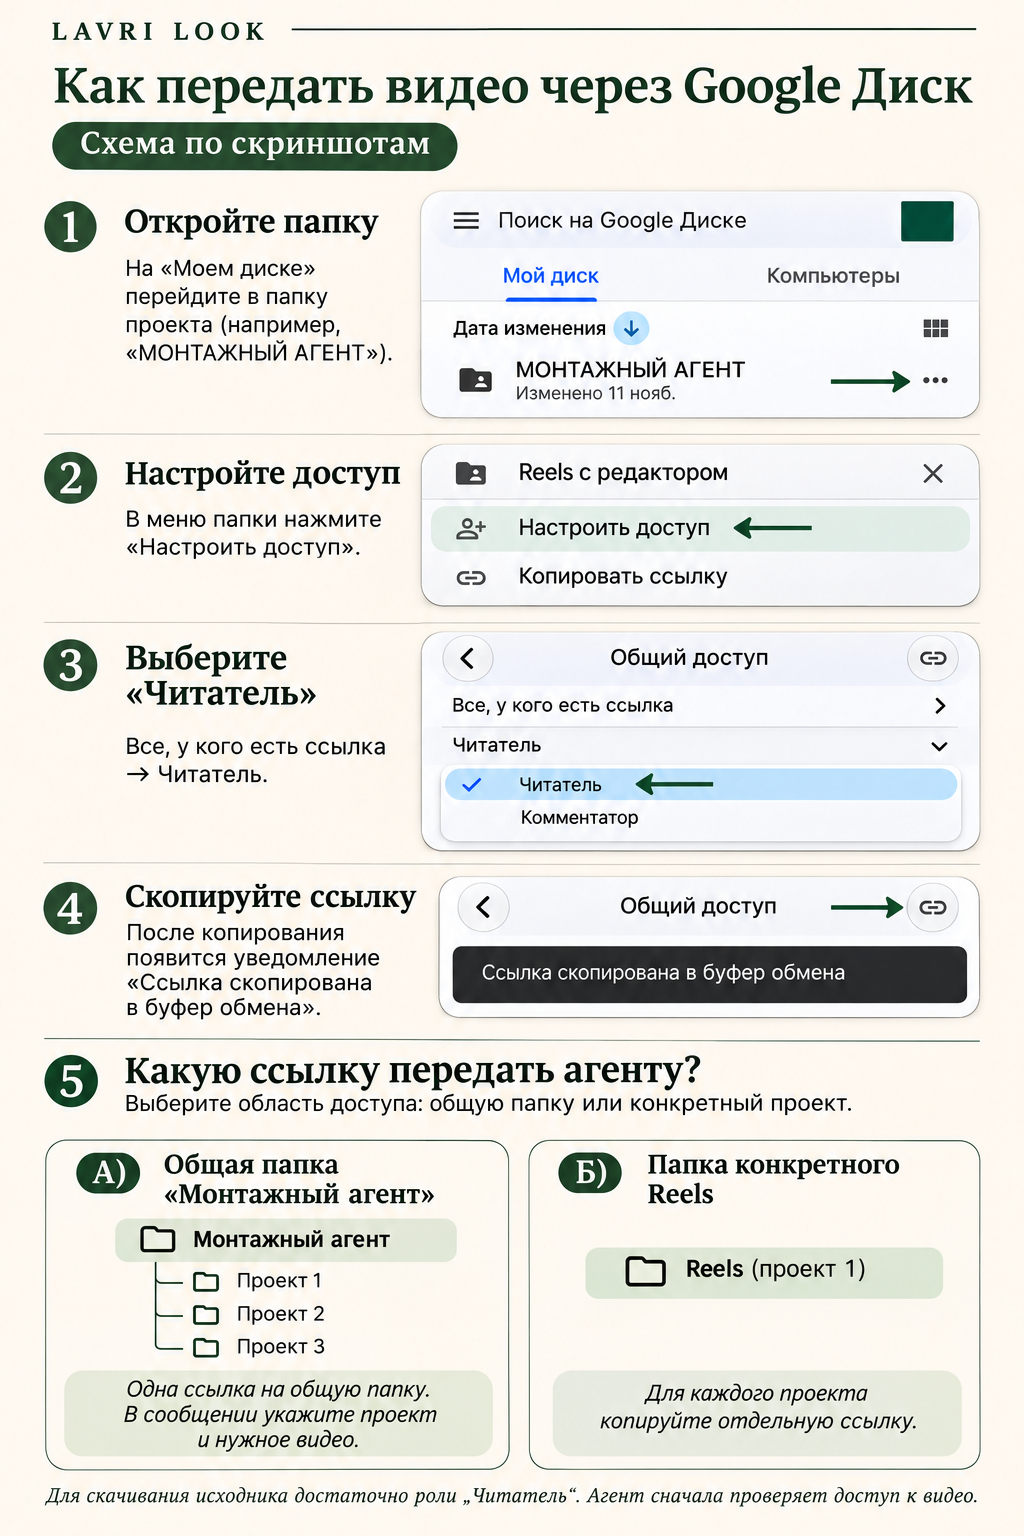 LAVRI LOOK
Как передать видео через Google Диск
Схема по скриншотам
1
Откройте папку
На «Моем диске»
перейдите в папку
проекта (например,
«МОНТАЖНЫЙ АГЕНТ»).
Поиск на Google Диске
Мой диск
Компьютеры
Дата изменения
МОНТАЖНЫЙ АГЕНТ
Изменено 11 нояб.
2
Настройте доступ
В меню папки нажмите
«Настроить доступ».
Reels с редактором
Настроить доступ
Копировать ссылку
3
Выберите
«Читатель»
Все, у кого есть ссылка
→ Читатель.
Общий доступ
Все, у кого есть ссылка
Читатель
Читатель
Комментатор
4
Скопируйте ссылку
После копирования
появится уведомление
«Ссылка скопирована
в буфер обмена».
Общий доступ
Ссылка скопирована в буфер обмена
5
Какую ссылку передать агенту?
Выберите область доступа: общую папку или конкретный проект.
А)
Общая папка
«Монтажный агент»
Монтажный агент
Проект 1
Проект 2
Проект 3
Одна ссылка на общую папку.
В сообщении укажите проект
и нужное видео.
Б)
Папка конкретного
Reels
Reels (проект 1)
Для каждого проекта
копируйте отдельную ссылку.
Для скачивания исходника достаточно роли „Читатель“. Агент сначала проверяет доступ к видео.